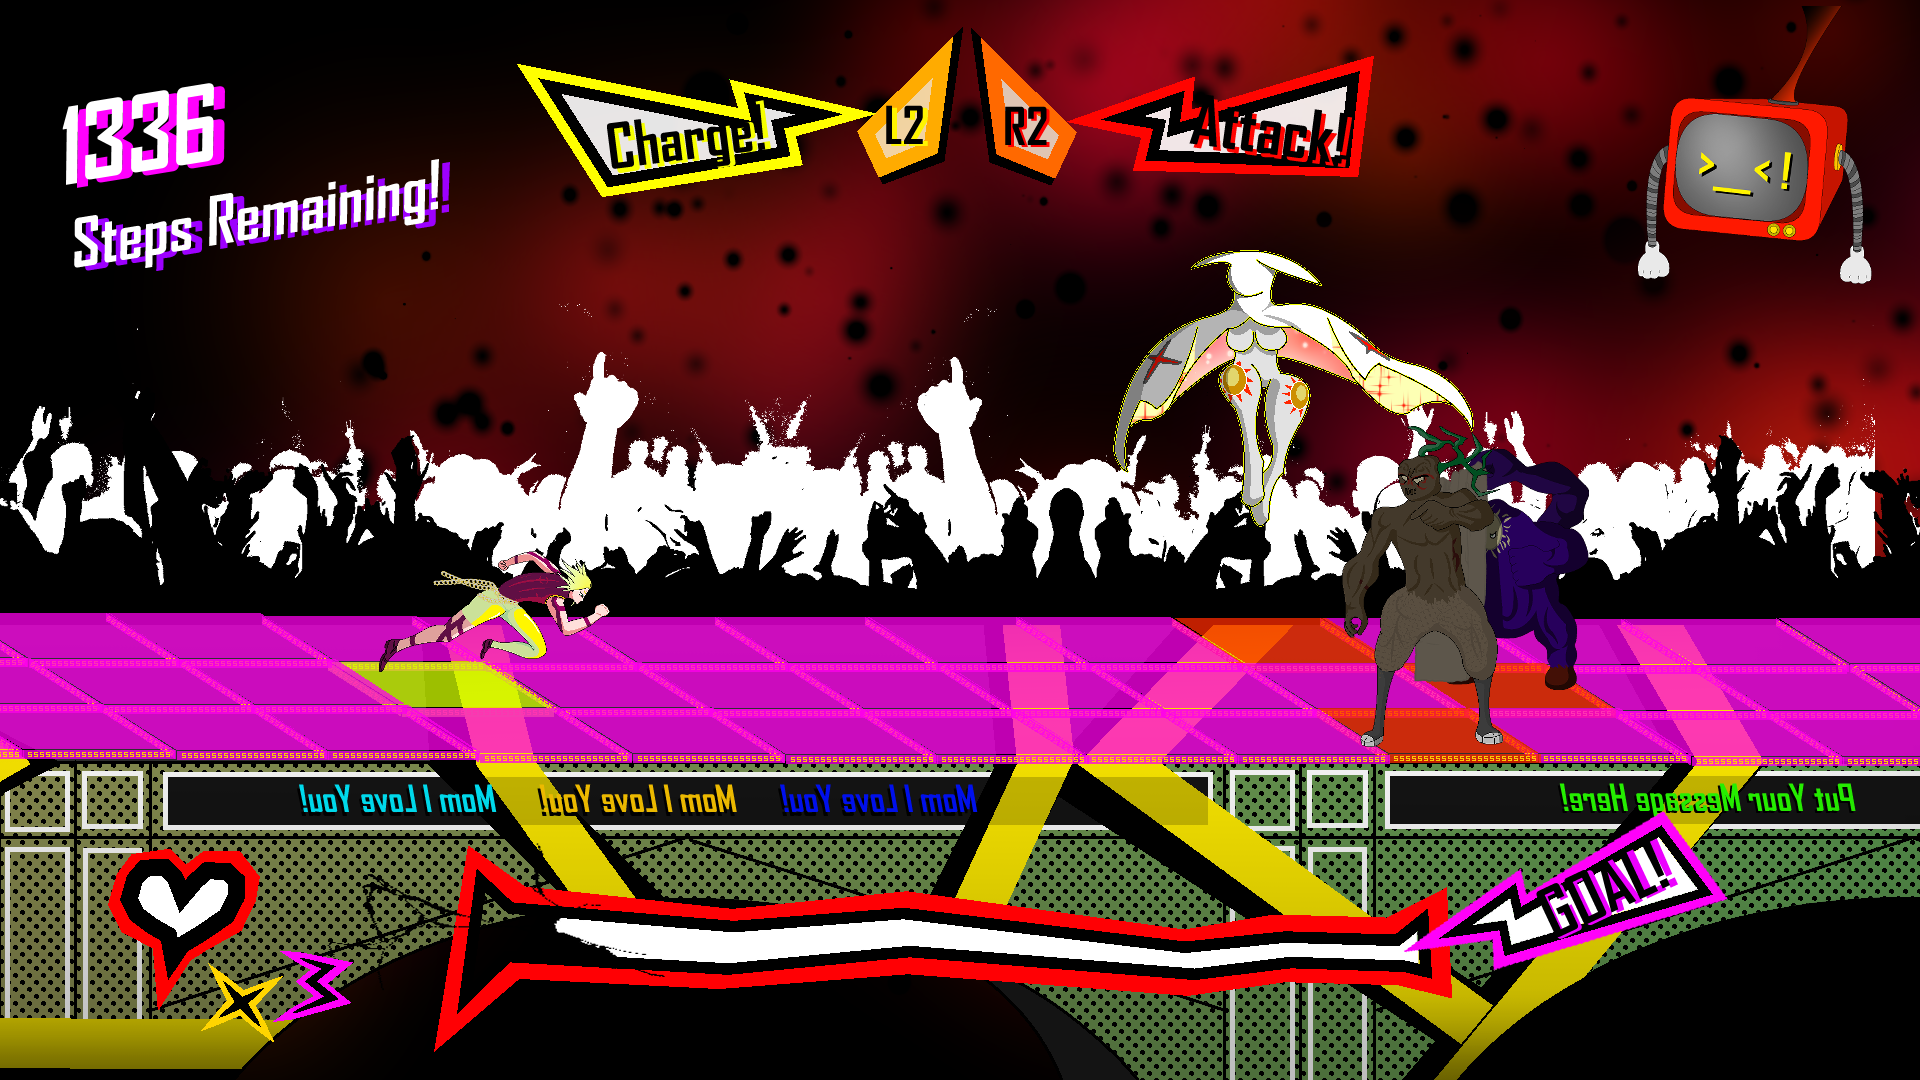 1336
Steps Remaining!
Charge!
L2
R2
Attack!
>_<!
Mom I Love You!
Mom I Love You!
Mom I Love You!
Put Your Message Here!
3
GOAL!